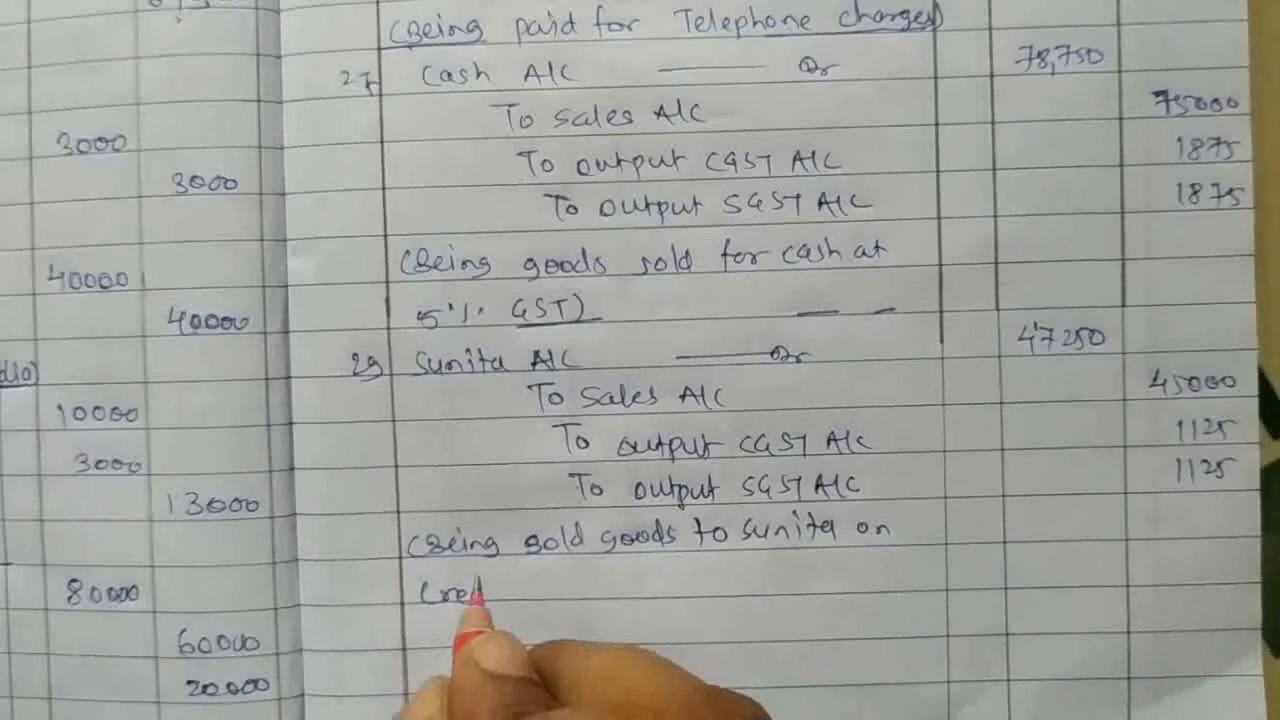 (Being paid for Telephone charges)
27 Cash A/C Dr 78,750
To sales A/C 75000
3000
To output CGST A/C 1875
3000
To output SGST A/C 1875
(Being goods sold for cash at
40000
5%. GST)
40000
29 Sunita A/C Dr 47250
To Sales A/C 45000
10000
To output CGST A/C 1125
3000
To output SGST A/C 1125
13000
(Being sold goods to sunita on
80000
Cre
60000
20000